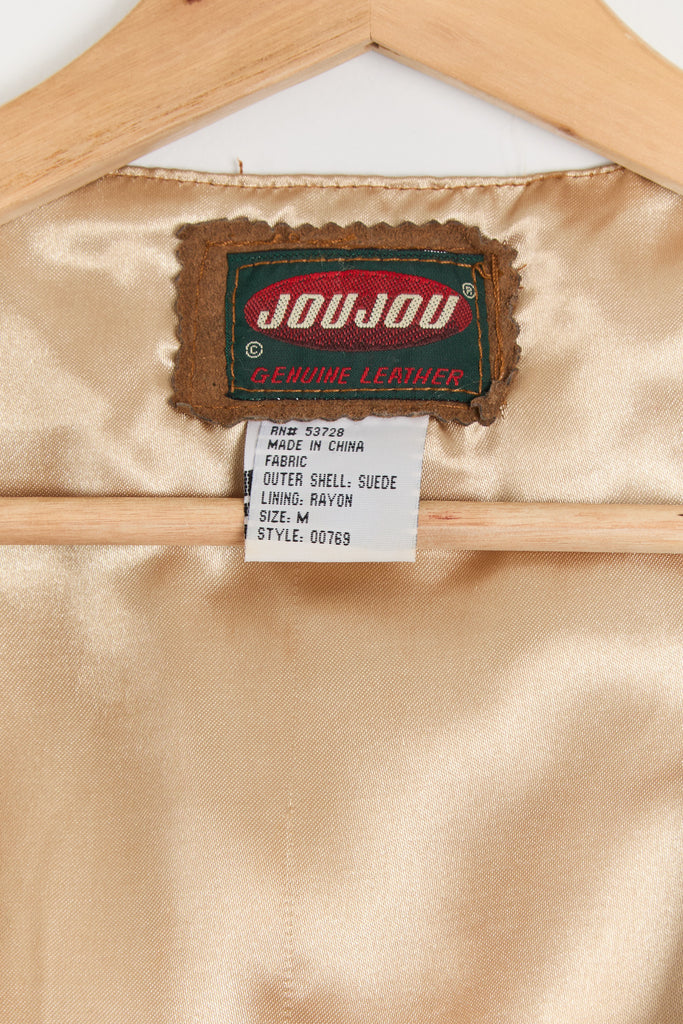 JOUJOU ®
©
GENUINE LEATHER
RN# 53728
MADE IN CHINA
FABRIC
OUTER SHELL: SUEDE
LINING: RAYON
SIZE: M
STYLE: 00769